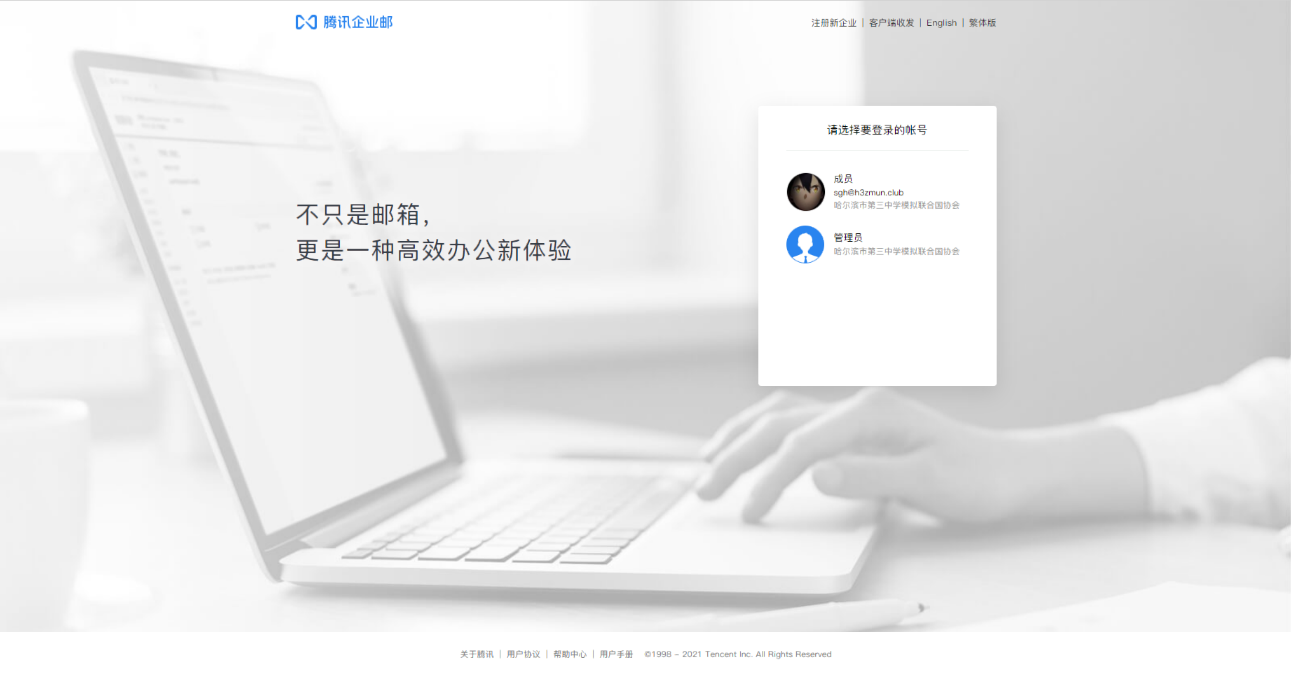 腾讯企业邮
注册新企业 | 客户端收发 | English | 繁体版
请选择要登录的帐号
成员
sgh@h3zmun.club
哈尔滨市第三中学模拟联合国协会
管理员
哈尔滨市第三中学模拟联合国协会
不只是邮箱，
更是一种高效办公新体验
关于腾讯 | 用户协议 | 帮助中心 | 用户手册 ©1998 - 2021 Tencent Inc. All Rights Reserved